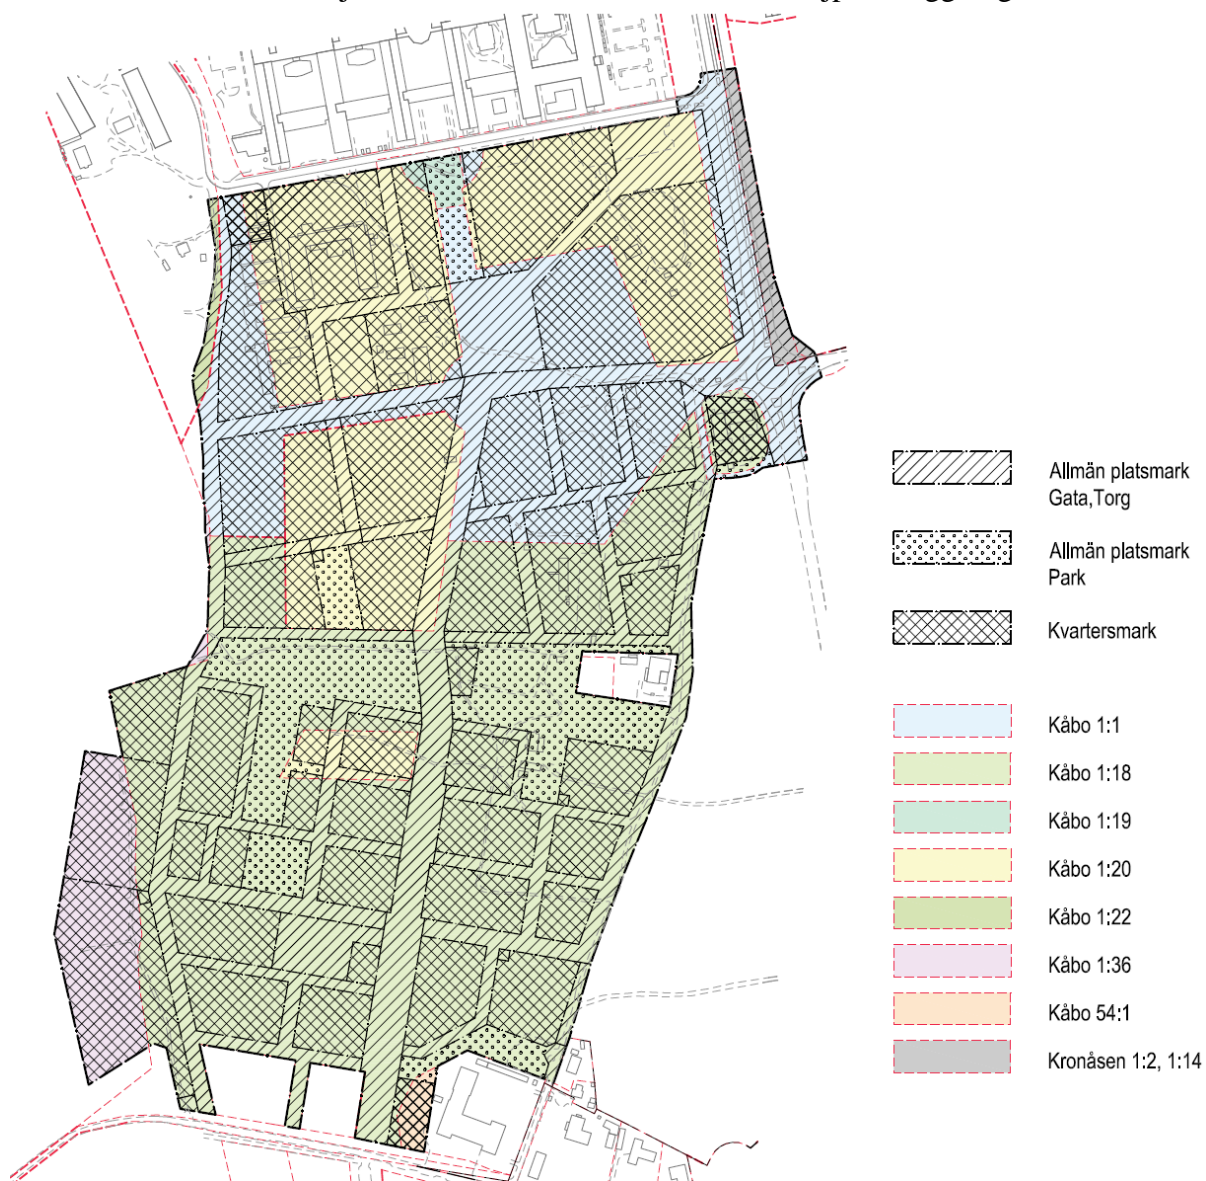 Allmän platsmark
Gata,Torg
Allmän platsmark
Park
Kvartersmark
Kåbo 1:1
Kåbo 1:18
Kåbo 1:19
Kåbo 1:20
Kåbo 1:22
Kåbo 1:36
Kåbo 54:1
Kronåsen 1:2, 1:14